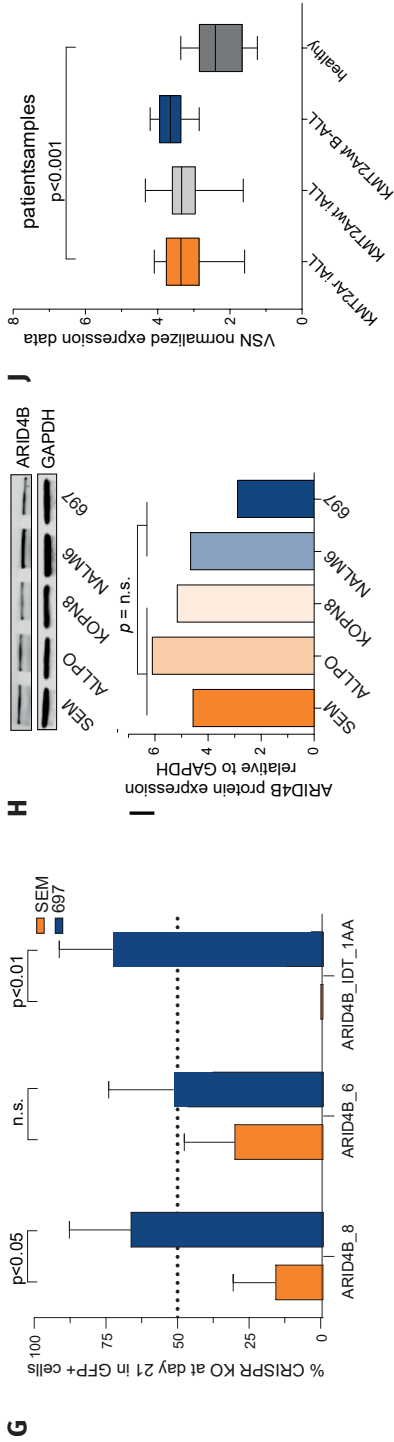 G
% CRISPR KO at day 21 in GFP+ cells
100
75
50
25
0
p<0.05
n.s.
p<0.01
SEM
697
ARID4B_8
ARID4B_6
ARID4B_IDT_1AA
H
ARID4B
GAPDH
SEM
ALLPO
KOPN8
NALM6
697
I
ARID4B protein expression
relative to GAPDH
6
4
2
0
p = n.s.
SEM
ALLPO
KOPN8
NALM6
697
J
VSN normalized expression data
8
6
4
2
0
patientsamples
p<0.001
KMT2Ar iALL
KMT2Awt iALL
KMT2Awt B-ALL
healthy